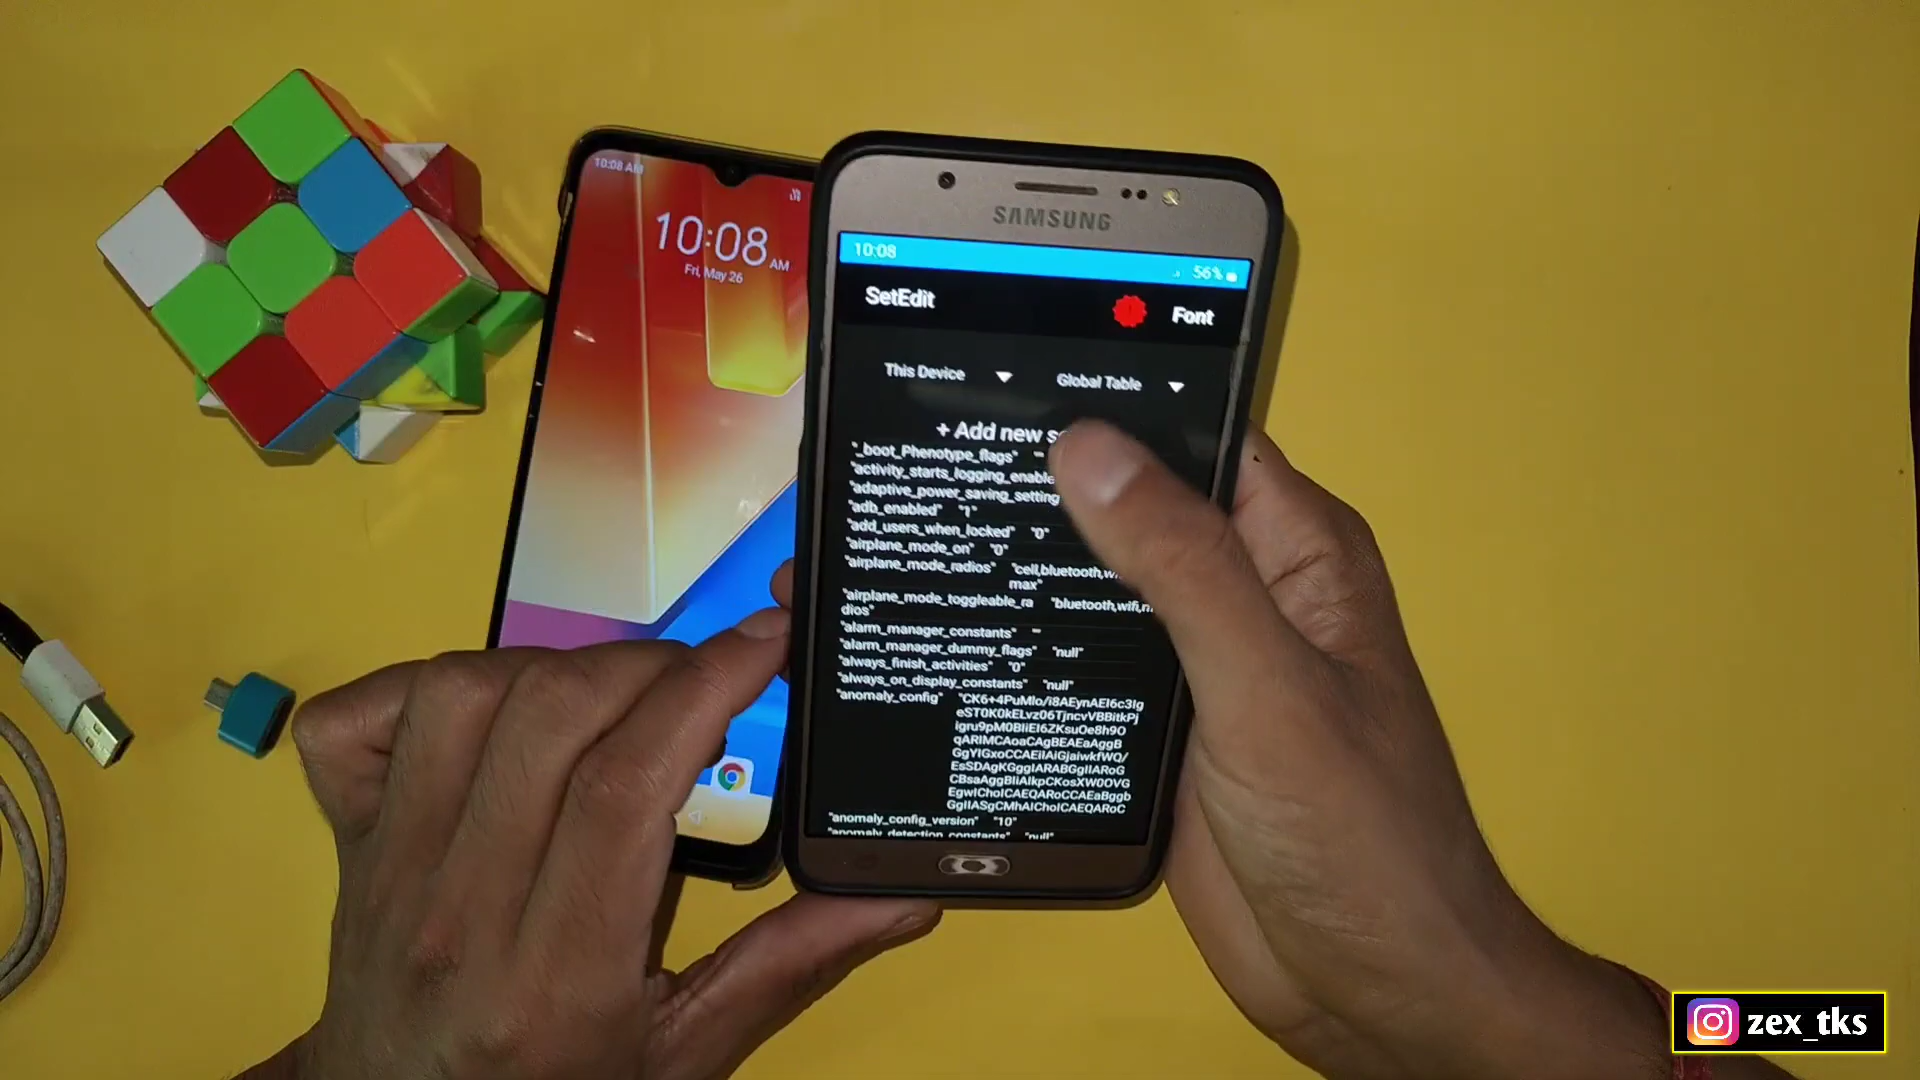 10:08 AM
10:08 AM
Fri, May 26
SAMSUNG
10:08
56%
SetEdit
Font
This Device
Global Table
+ Add new
"_boot_Phenotype_flags" ""
"activity_starts_logging_enable
"adaptive_power_saving_setting
"adb_enabled" "1"
"add_users_when_locked" "0"
"airplane_mode_on" "0"
"airplane_mode_radios" "cell,bluetooth,w
max"
"airplane_mode_toggleable_ra "bluetooth,wifi,
dios"
"alarm_manager_constants" ""
"alarm_manager_dummy_flags" "null"
"always_finish_activities" "0"
"always_on_display_constants" "null"
"anomaly_config"
"anomaly_config_version" "10"
"anomaly_detection_constants" "null"
zex_tks